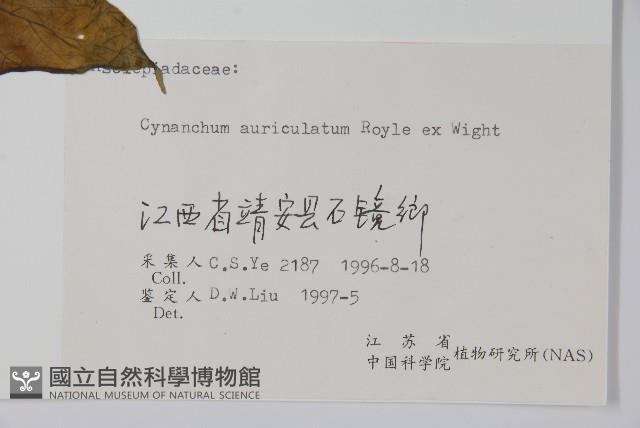 Asclepiadaceae:
Cynanchum auriculatum Royle ex Wight
江西省靖安县石镜鄉
采集人 C.S.Ye 2187 1996-8-18
Coll.
鉴定人 D.W.Liu 1997-5
Det.
江苏省
中国科学院 植物研究所(NAS)
國立自然科學博物館
NATIONAL MUSEUM OF NATURAL SCIENCE